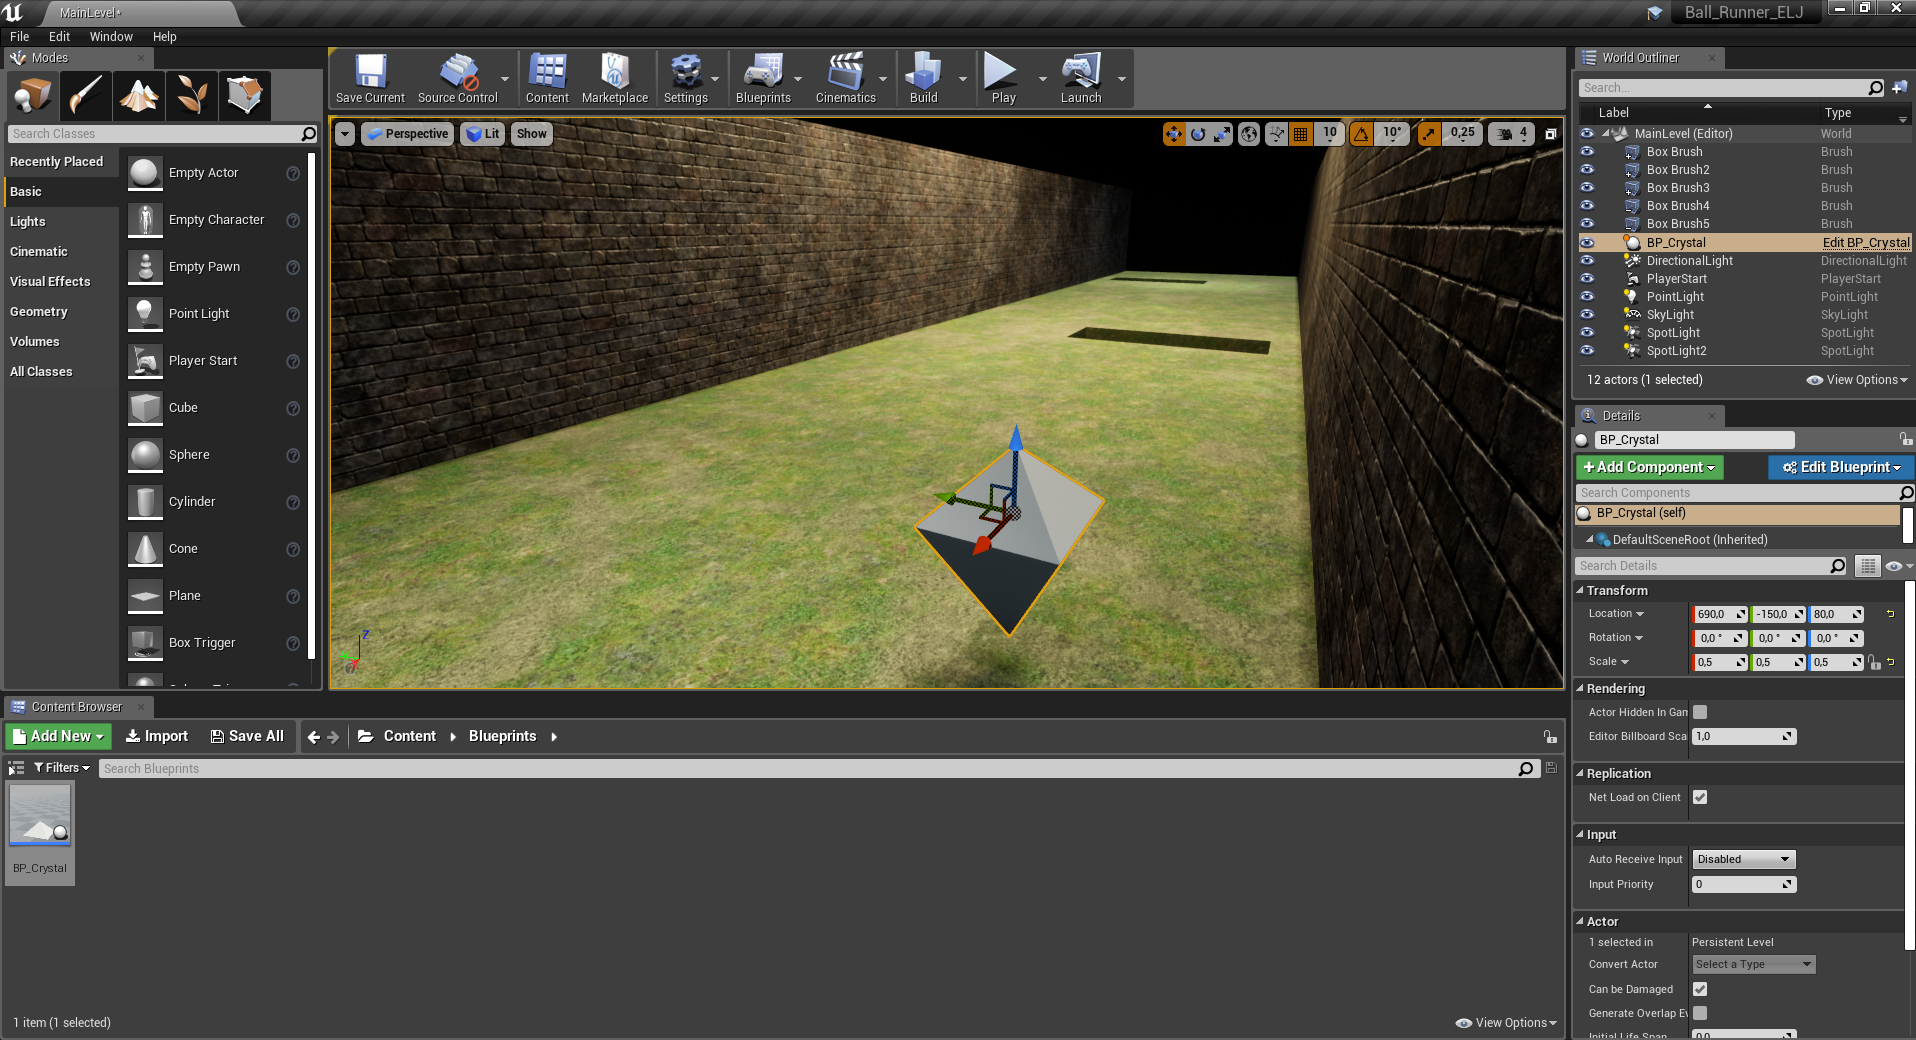 MainLevel*
Ball_Runner_ELJ
File Edit Window Help
Modes
Search Classes
Recently Placed
Basic
Lights
Cinematic
Visual Effects
Geometry
Volumes
All Classes
Empty Actor
Empty Character
Empty Pawn
Point Light
Player Start
Cube
Sphere
Cylinder
Cone
Plane
Box Trigger
Save Current
Source Control
Content
Marketplace
Settings
Blueprints
Cinematics
Build
Play
Launch
Perspective Lit Show
10 10° 0,25 4
Z
World Outliner
Search...
Label Type
MainLevel (Editor) World
Box Brush Brush
Box Brush2 Brush
Box Brush3 Brush
Box Brush4 Brush
Box Brush5 Brush
BP_Crystal Edit BP_Crystal
DirectionalLight DirectionalLight
PlayerStart PlayerStart
PointLight PointLight
SkyLight SkyLight
SpotLight SpotLight
SpotLight2 SpotLight
12 actors (1 selected) View Options
Details
BP_Crystal
+Add Component Edit Blueprint
Search Components
BP_Crystal (self)
DefaultSceneRoot (Inherited)
Search Details
Transform
Location 690,0 -150,0 80,0
Rotation 0,0 ° 0,0 ° 0,0 °
Scale 0,5 0,5 0,5
Rendering
Actor Hidden In Gam
Editor Billboard Sca 1,0
Replication
Net Load on Client
Input
Auto Receive Input Disabled
Input Priority 0
Actor
1 selected in Persistent Level
Convert Actor Select a Type
Can be Damaged
Generate Overlap Ev
Initial Life Span 0,0
Content Browser
Add New Import Save All Content Blueprints
Filters Search Blueprints
BP_Crystal
1 item (1 selected) View Options